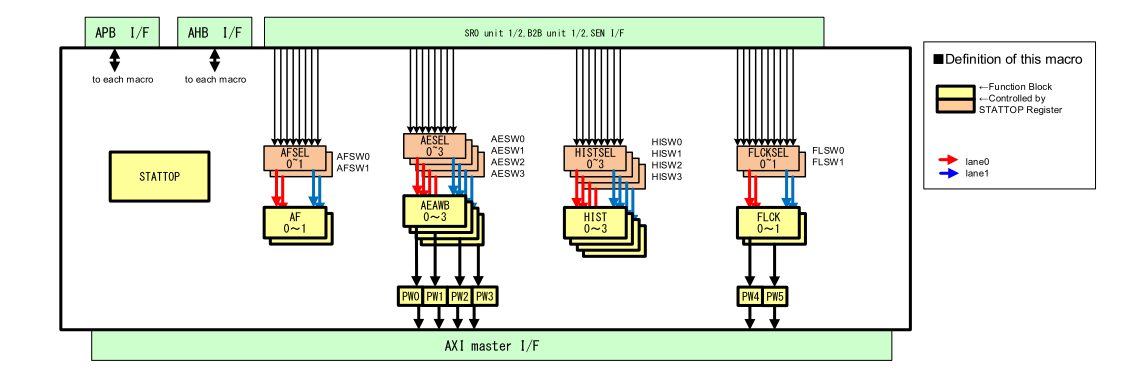 APB I/F
AHB I/F
SRO unit 1/2,B2B unit 1/2,SEN I/F
to each macro
to each macro
■Definition of this macro
←Function Block
←Controlled by
STATTOP Register
lane0
lane1
STATTOP
AFSEL
0~1
AFSW0
AFSW1
AESEL
0~3
AESW0
AESW1
AESW2
AESW3
HISTSEL
0~3
HISW0
HISW1
HISW2
HISW3
FLCKSEL
0~1
FLSW0
FLSW1
AF
0～1
AEAWB
0～3
HIST
0～3
FLCK
0～1
PW0
PW1
PW2
PW3
PW4
PW5
AXI master I/F